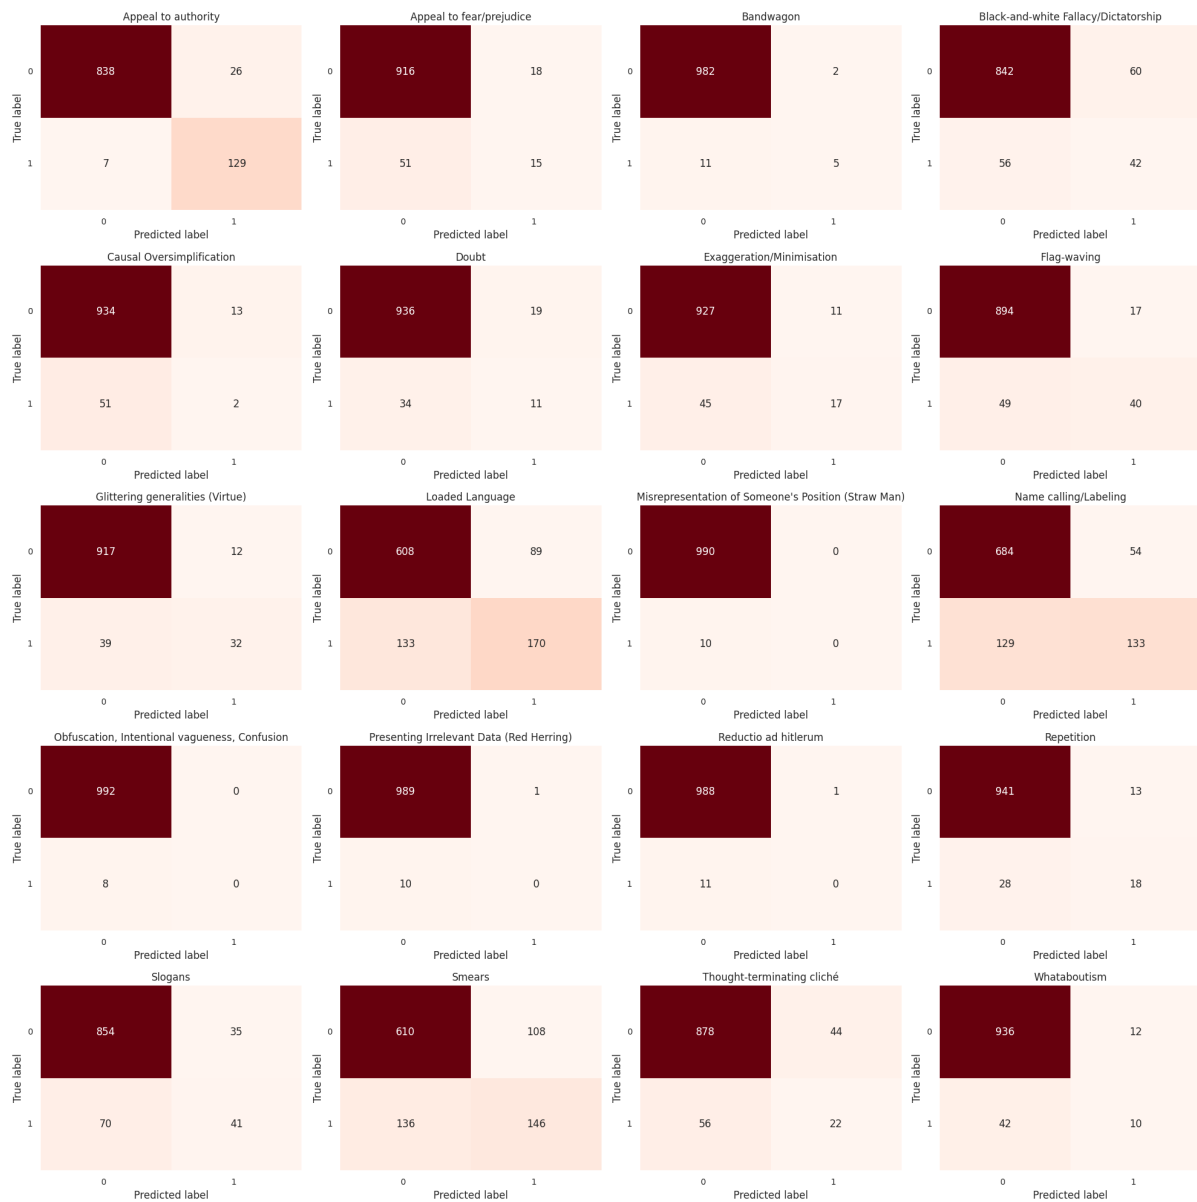 Appeal to authority
0 838 26
1 7 129
True label
0 1
Predicted label
Appeal to fear/prejudice
0 916 18
1 51 15
True label
0 1
Predicted label
Bandwagon
0 982 2
1 11 5
True label
0 1
Predicted label
Black-and-white Fallacy/Dictatorship
0 842 60
1 56 42
True label
0 1
Predicted label
Causal Oversimplification
0 934 13
1 51 2
True label
0 1
Predicted label
Doubt
0 936 19
1 34 11
True label
0 1
Predicted label
Exaggeration/Minimisation
0 927 11
1 45 17
True label
0 1
Predicted label
Flag-waving
0 894 17
1 49 40
True label
0 1
Predicted label
Glittering generalities (Virtue)
0 917 12
1 39 32
True label
0 1
Predicted label
Loaded Language
0 608 89
1 133 170
True label
0 1
Predicted label
Misrepresentation of Someone's Position (Straw Man)
0 990 0
1 10 0
True label
0 1
Predicted label
Name calling/Labeling
0 684 54
1 129 133
True label
0 1
Predicted label
Obfuscation, Intentional vagueness, Confusion
0 992 0
1 8 0
True label
0 1
Predicted label
Presenting Irrelevant Data (Red Herring)
0 989 1
1 10 0
True label
0 1
Predicted label
Reductio ad hitlerum
0 988 1
1 11 0
True label
0 1
Predicted label
Repetition
0 941 13
1 28 18
True label
0 1
Predicted label
Slogans
0 854 35
1 70 41
True label
0 1
Predicted label
Smears
0 610 108
1 136 146
True label
0 1
Predicted label
Thought-terminating cliché
0 878 44
1 56 22
True label
0 1
Predicted label
Whataboutism
0 936 12
1 42 10
True label
0 1
Predicted label